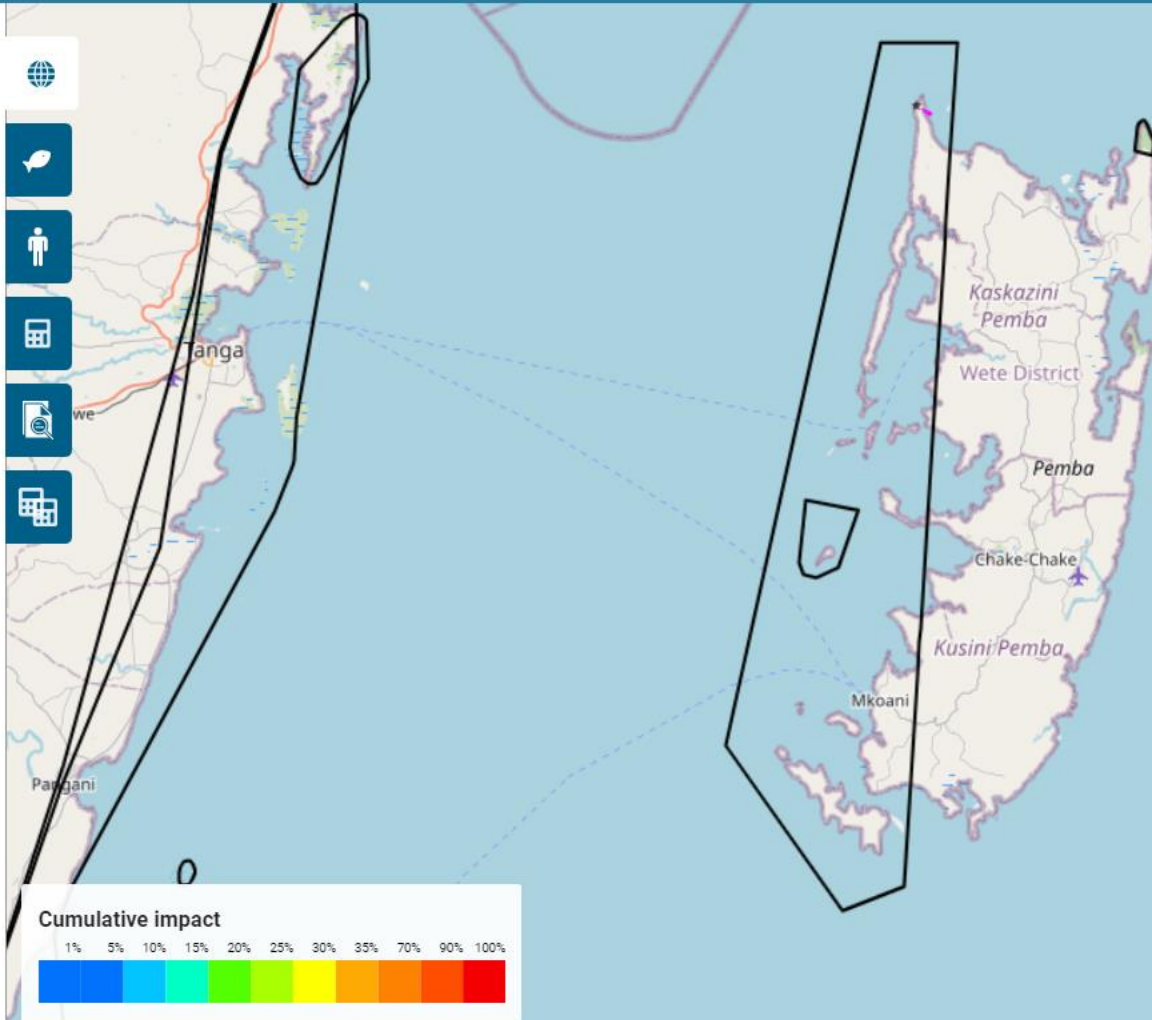 Tanga
we
Kaskazini
Pemba
Wete District
Pemba
Chake-Chake
Kusini Pemba
Mkoani
Pangani
Cumulative impact
1% 5% 10% 15% 20% 25% 30% 35% 70% 90% 100%